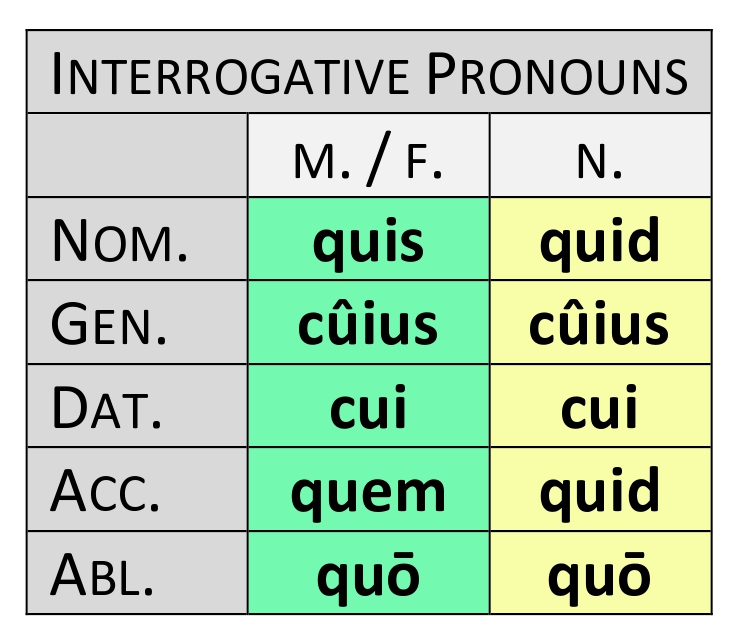 INTERROGATIVE PRONOUNS
M. / F. N.
NOM. quis quid
GEN. cûius cûius
DAT. cui cui
ACC. quem quid
ABL. quō quō